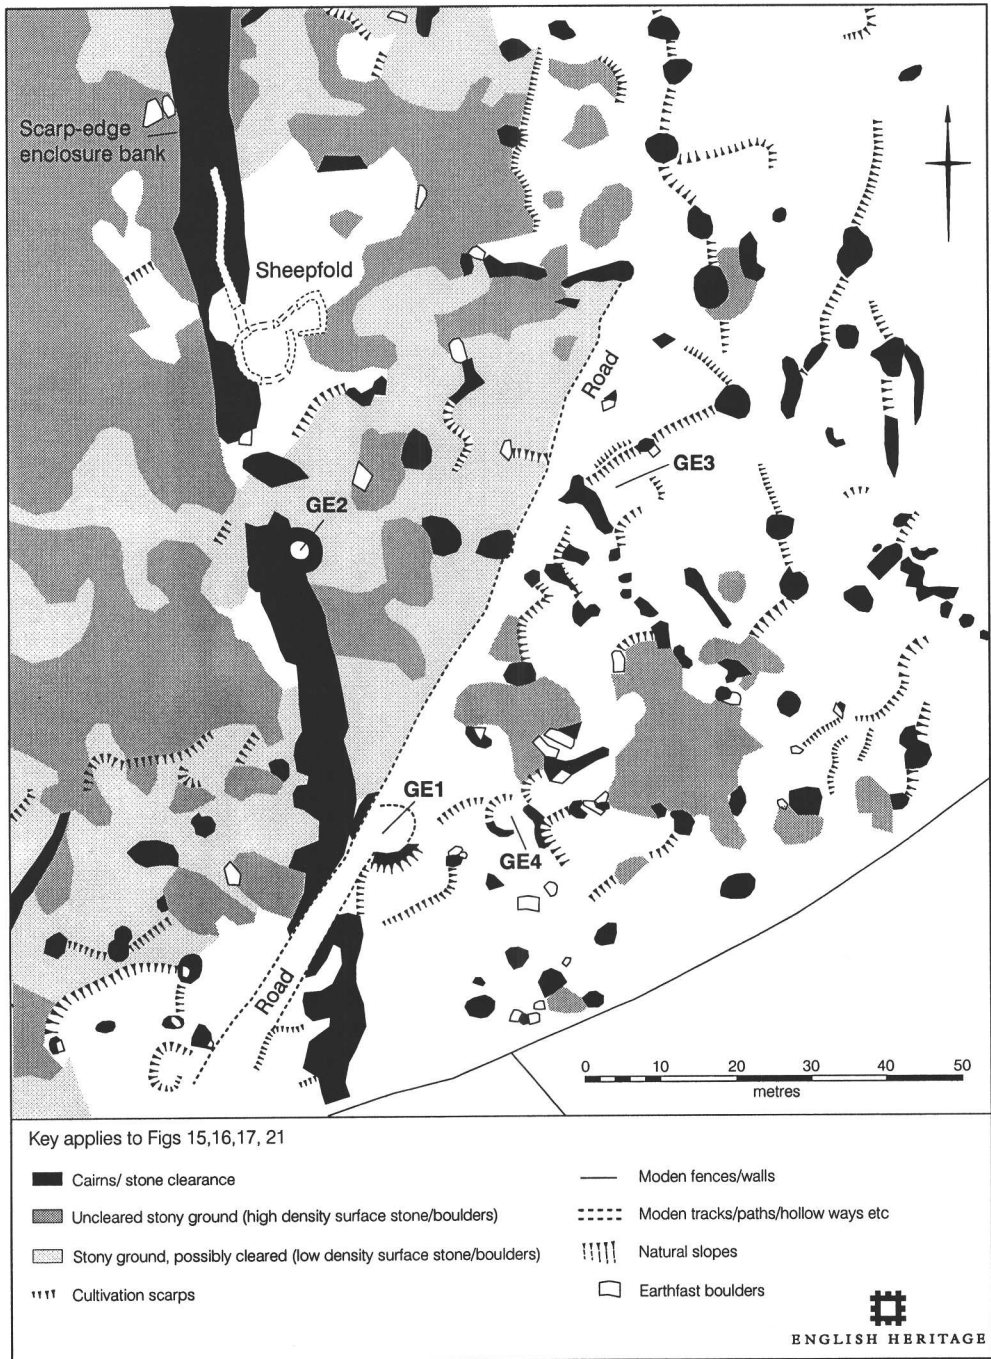 Scarp-edge
enclosure bank
Sheepfold
Road
GE3
GE2
GE1
GE4
Road
0 10 20 30 40 50
metres
Key applies to Figs 15,16,17, 21
Cairns/ stone clearance
Uncleared stony ground (high density surface stone/boulders)
Stony ground, possibly cleared (low density surface stone/boulders)
Cultivation scarps
Moden fences/walls
Moden tracks/paths/hollow ways etc
Natural slopes
Earthfast boulders
ENGLISH HERITAGE